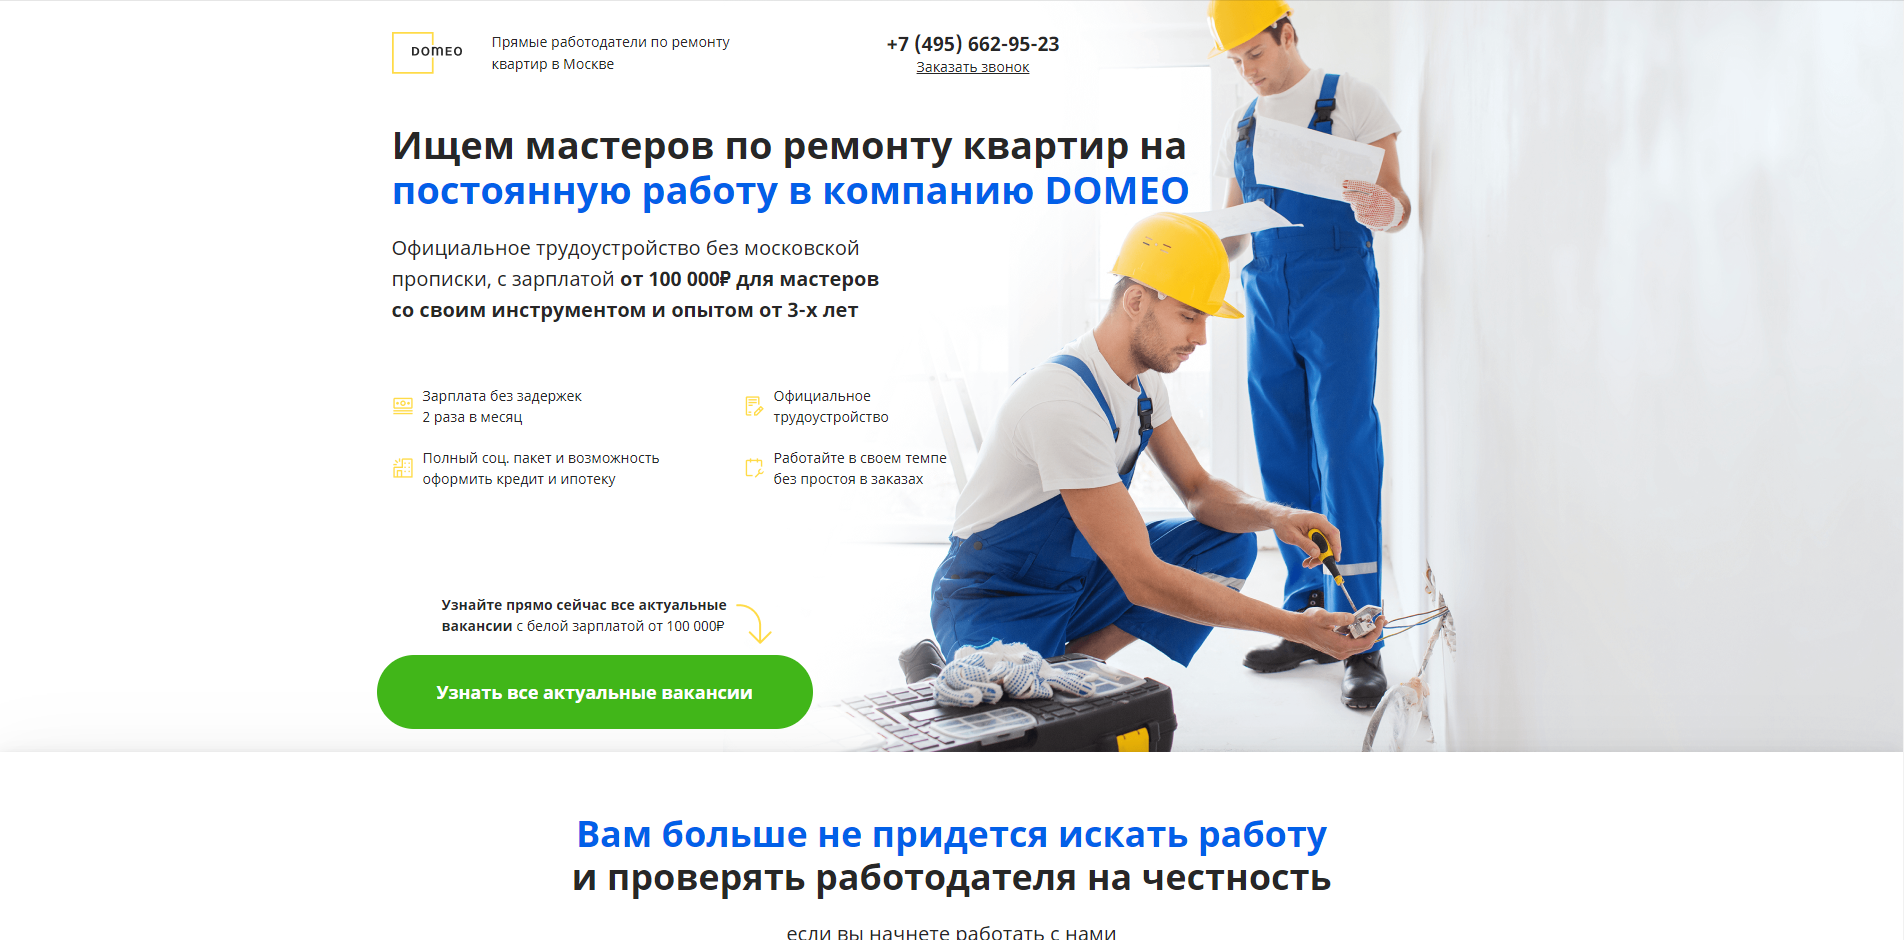 DOMEO
Прямые работодатели по ремонту
квартир в Москве
+7 (495) 662-95-23
Заказать звонок
Ищем мастеров по ремонту квартир на
постоянную работу в компанию DOMEO
Официальное трудоустройство без московской
прописки, с зарплатой от 100 000₽ для мастеров
со своим инструментом и опытом от 3-х лет
Зарплата без задержек
2 раза в месяц
Официальное
трудоустройство
Полный соц. пакет и возможность
оформить кредит и ипотеку
Работайте в своем темпе
без простоя в заказах
Узнайте прямо сейчас все актуальные
вакансии с белой зарплатой от 100 000₽
Узнать все актуальные вакансии
Вам больше не придется искать работу
и проверять работодателя на честность
если вы начнете работать с нами